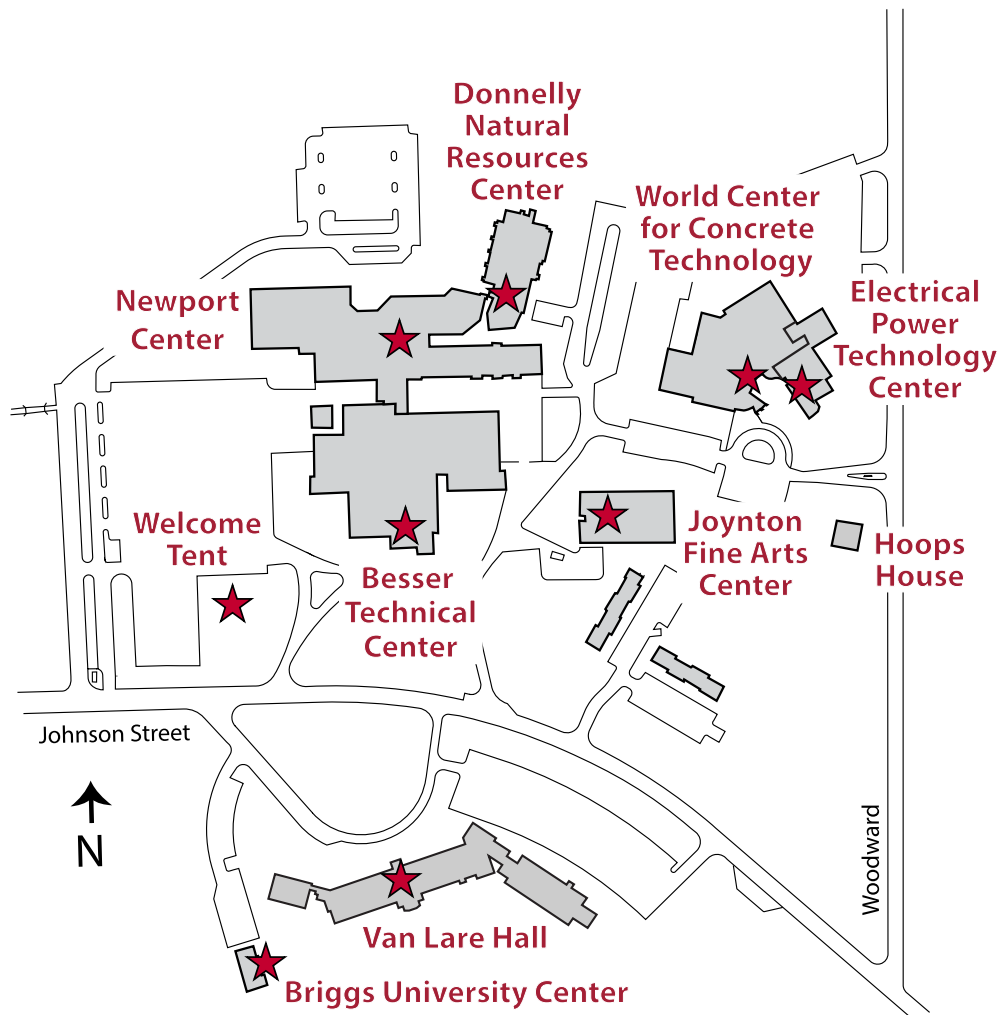 Donnelly
Natural
Resources
Center
World Center
for Concrete
Technology
Newport
Center
Electrical
Power
Technology
Center
Welcome
Tent
Joynton
Fine Arts
Center
Hoops
House
Besser
Technical
Center
Johnson Street
N
Woodward
Van Lare Hall
Briggs University Center